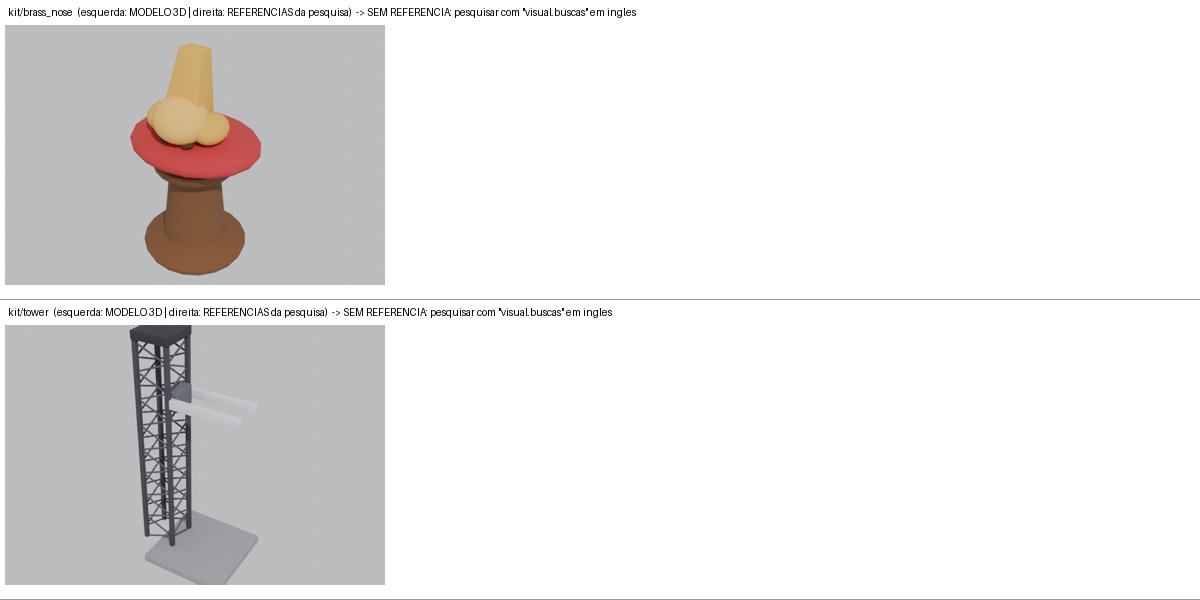 kit/brass_nose (esquerda: MODELO 3D | direita: REFERENCIAS da pesquisa) -> SEM REFERENCIA: pesquisar com "visual.buscas" em ingles
kit/tower (esquerda: MODELO 3D | direita: REFERENCIAS da pesquisa) -> SEM REFERENCIA: pesquisar com "visual.buscas" em ingles